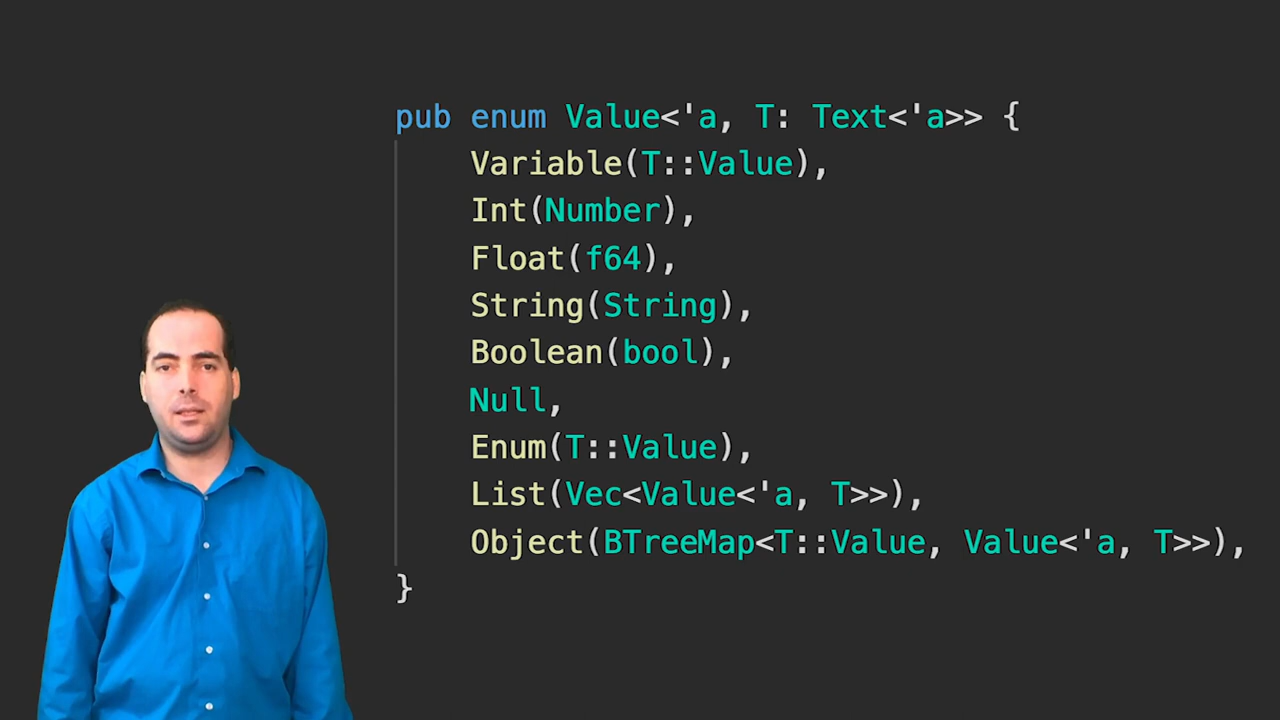 pub enum Value<'a, T: Text<'a>> {
    Variable(T::Value),
    Int(Number),
    Float(f64),
    String(String),
    Boolean(bool),
    Null,
    Enum(T::Value),
    List(Vec<Value<'a, T>>),
    Object(BTreeMap<T::Value, Value<'a, T>>),
}